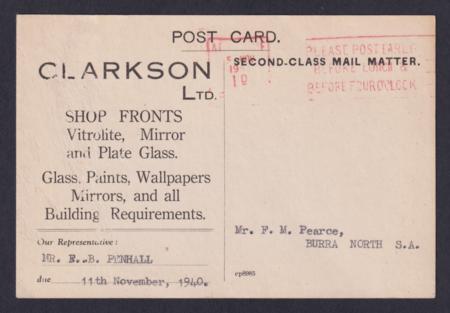 POST CARD.
CLARKSON
LTD.
SHOP FRONTS
Vitrolite, Mirror
and Plate Glass.
Glass, Paints, Wallpapers
Mirrors, and all
Building Requirements.
Our Representative:
MR. E. B. PENHALL
due 11th November, 1940.
SECOND-CLASS MAIL MATTER.
PLEASE POST EARLY
BEFORE LUNCH &
BEFORE FOUR O'CLOCK
Mr. F. M. Pearce,
BURRA NORTH S.A.
cp8985